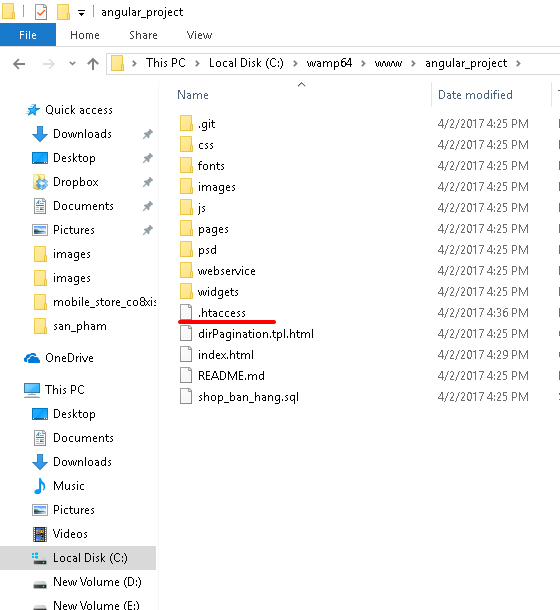 angular_project
File Home Share View
This PC Local Disk (C:) wamp64 www angular_project
Name Date modified
Quick access
Downloads
Desktop
Dropbox
Documents
Pictures
images
images
mobile_store_co8xis
san_pham
OneDrive
This PC
Desktop
Documents
Downloads
Music
Pictures
Videos
Local Disk (C:)
New Volume (D:)
New Volume (E:)
.git 4/2/2017 4:25 PM
css 4/2/2017 4:25 PM
fonts 4/2/2017 4:25 PM
images 4/2/2017 4:25 PM
js 4/2/2017 4:25 PM
pages 4/2/2017 4:25 PM
psd 4/2/2017 4:25 PM
webservice 4/2/2017 4:25 PM
widgets 4/2/2017 4:25 PM
.htaccess 4/2/2017 4:36 PM
dirPagination.tpl.html 4/2/2017 4:25 PM
index.html 4/2/2017 4:29 PM
README.md 4/2/2017 4:25 PM
shop_ban_hang.sql 4/2/2017 4:25 PM